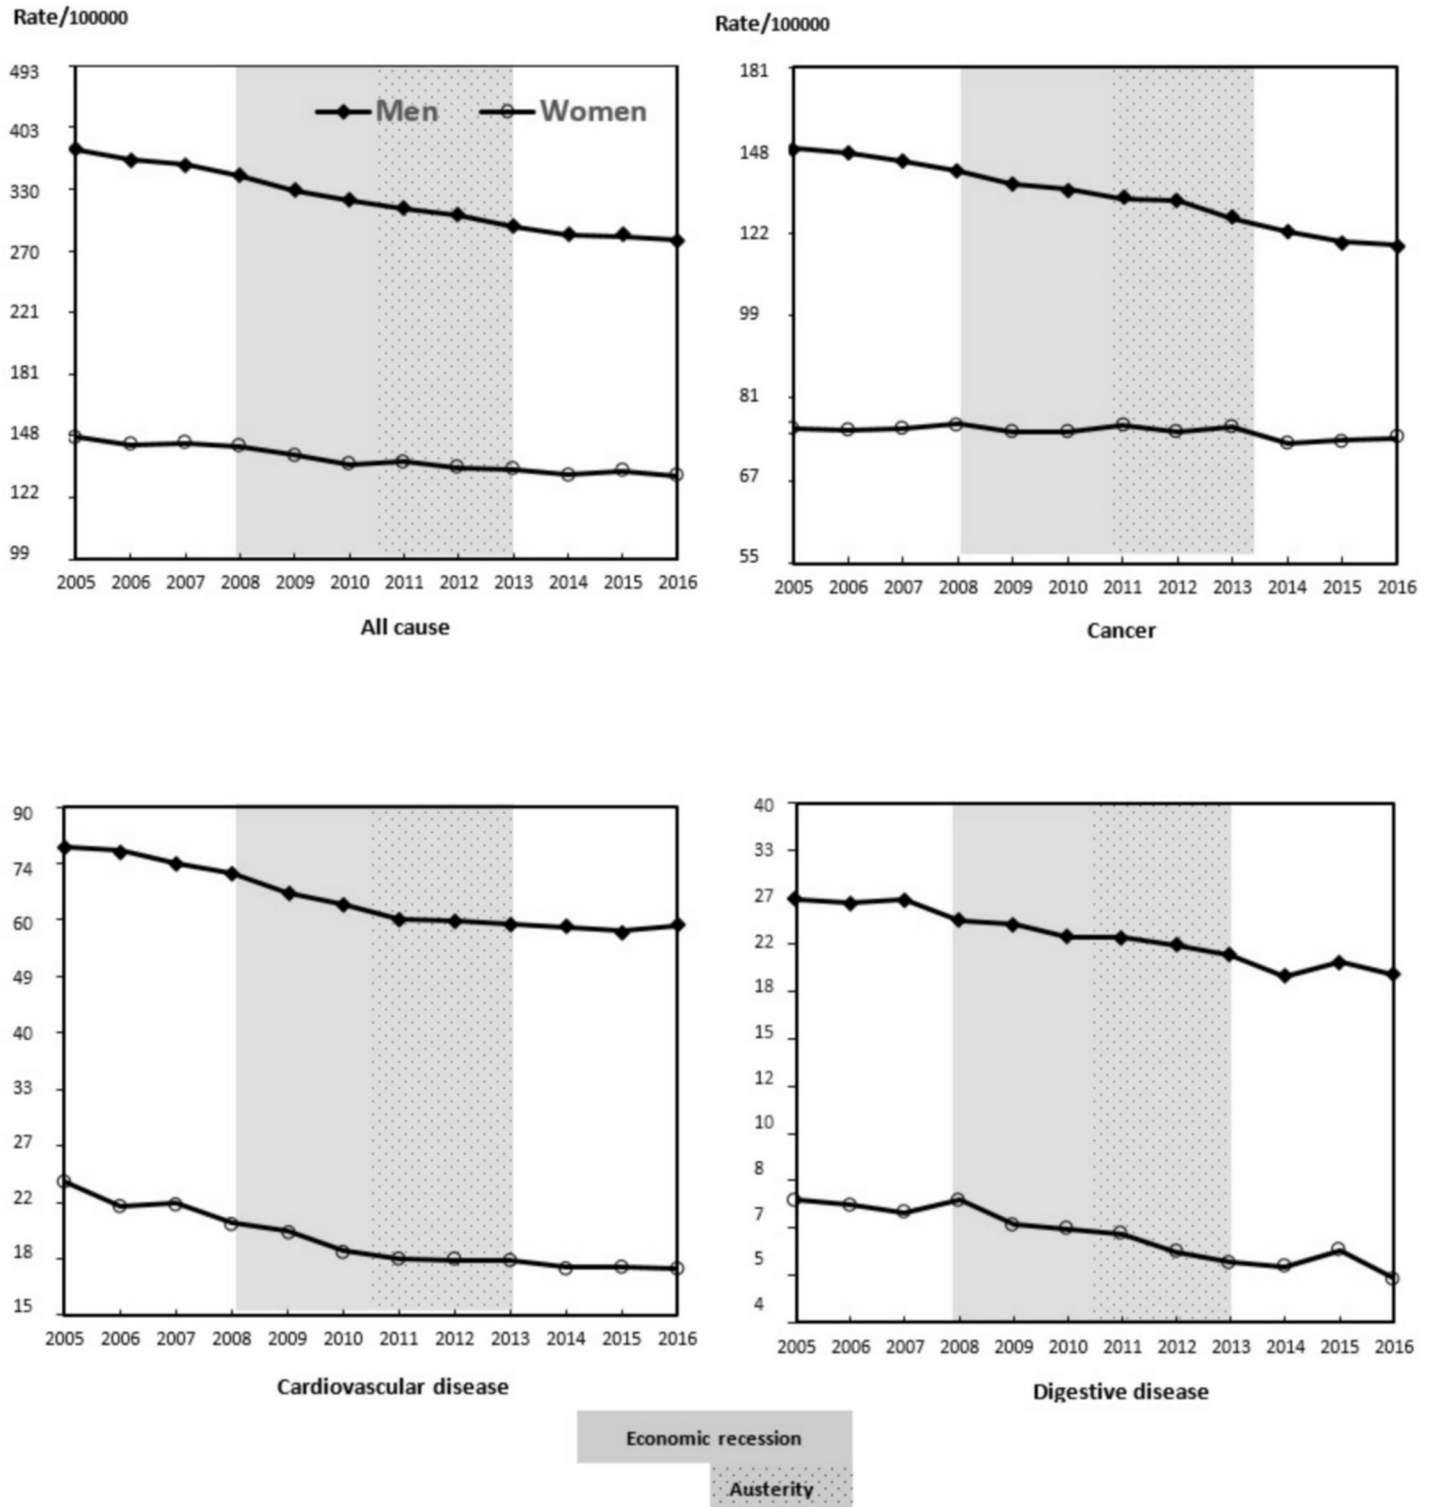 Rate/100000
Rate/100000
493
403
330
270
221
181
148
122
99
Men Women
2005 2006 2007 2008 2009 2010 2011 2012 2013 2014 2015 2016
All cause
181
148
122
99
81
67
55
2005 2006 2007 2008 2009 2010 2011 2012 2013 2014 2015 2016
Cancer
90
74
60
49
40
33
27
22
18
15
2005 2006 2007 2008 2009 2010 2011 2012 2013 2014 2015 2016
Cardiovascular disease
40
33
27
22
18
15
12
10
8
7
5
4
2005 2006 2007 2008 2009 2010 2011 2012 2013 2014 2015 2016
Digestive disease
Economic recession
Austerity